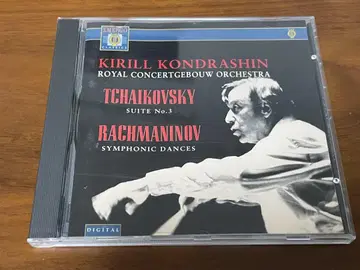 KIRILL KONDRASHIN
ROYAL CONCERTGEBOUW ORCHESTRA
TCHAIKOVSKY
SUITE No.3
RACHMANINOV
SYMPHONIC DANCES
DIGITAL